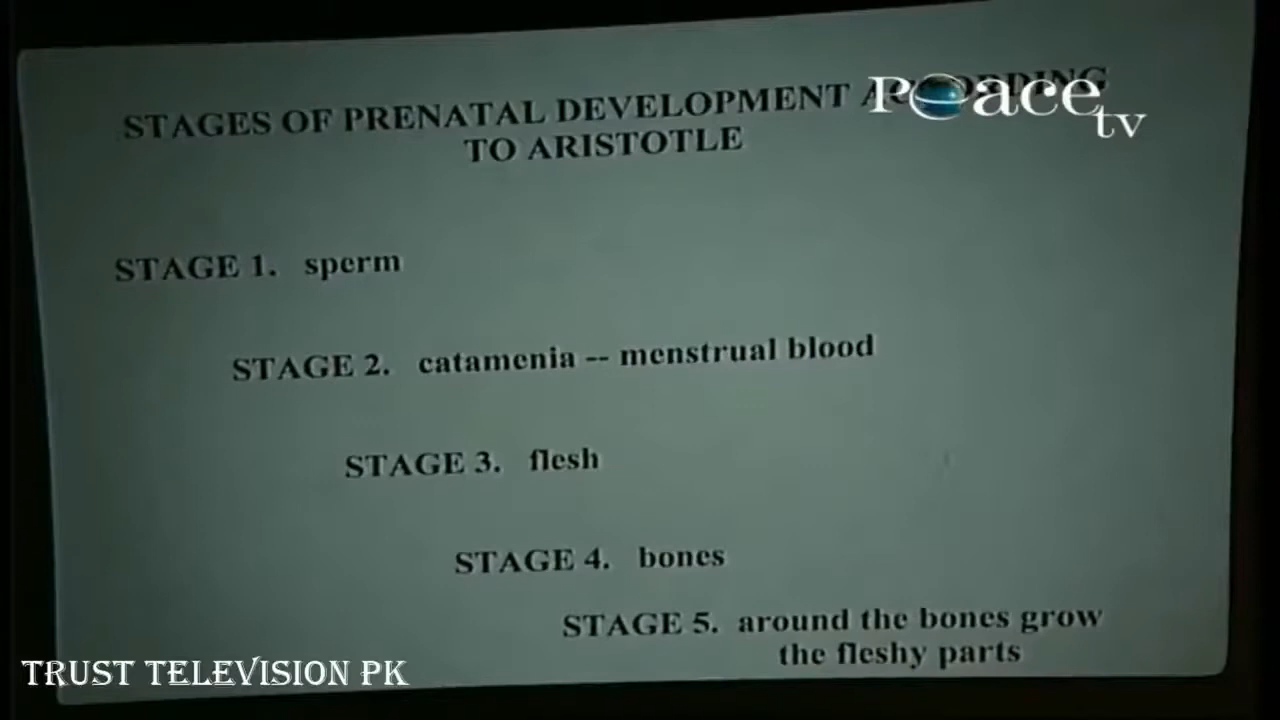 STAGES OF PRENATAL DEVELOPMENT ACCORDING
TO ARISTOTLE
Peace
tv
STAGE 1. sperm
STAGE 2. catamenia -- menstrual blood
STAGE 3. flesh
STAGE 4. bones
STAGE 5. around the bones grow
the fleshy parts
TRUST TELEVISION PK